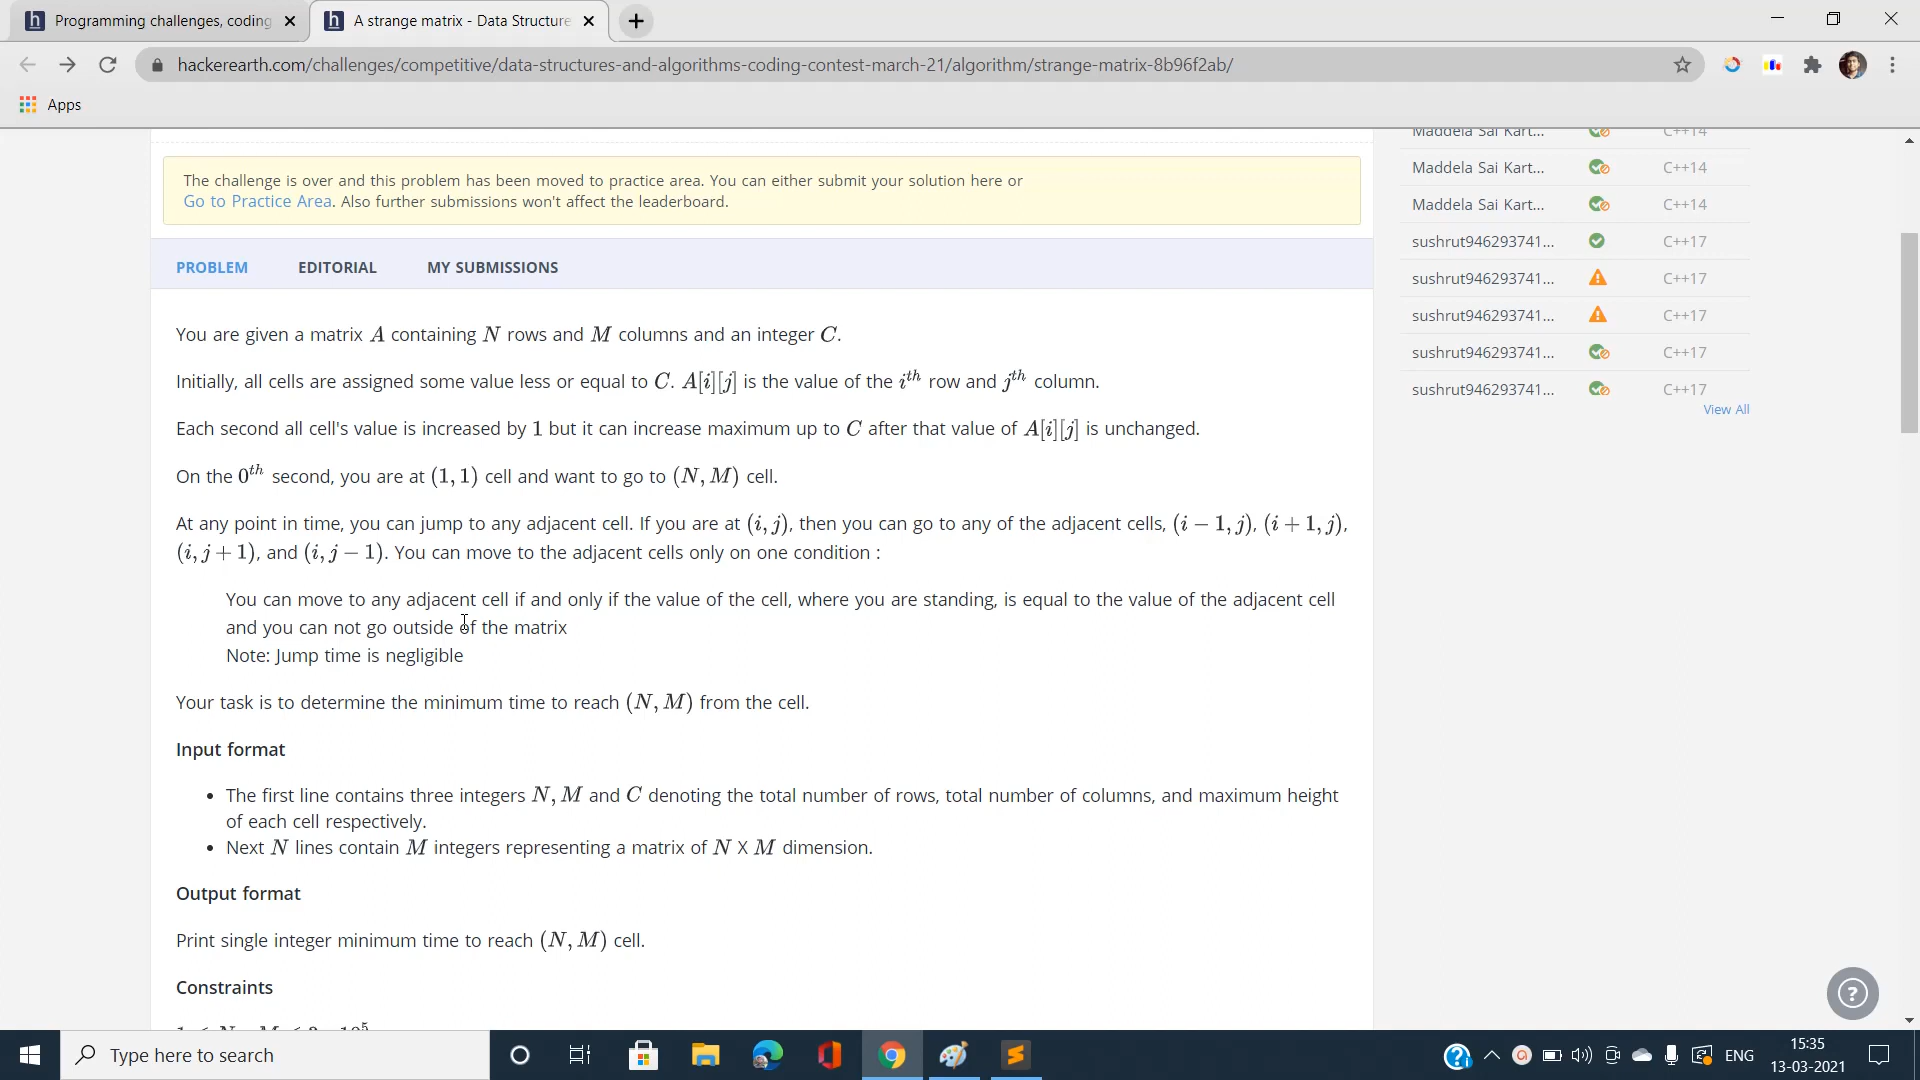 Programming challenges, coding
A strange matrix - Data Structure
hackerearth.com/challenges/competitive/data-structures-and-algorithms-coding-contest-march-21/algorithm/strange-matrix-8b96f2ab/
Apps
The challenge is over and this problem has been moved to practice area. You can either submit your solution here or
Go to Practice Area. Also further submissions won't affect the leaderboard.
PROBLEM EDITORIAL MY SUBMISSIONS
You are given a matrix A containing N rows and M columns and an integer C.
Initially, all cells are assigned some value less or equal to C. A[i][j] is the value of the i^th row and j^th column.
Each second all cell's value is increased by 1 but it can increase maximum up to C after that value of A[i][j] is unchanged.
On the 0^th second, you are at (1, 1) cell and want to go to (N, M) cell.
At any point in time, you can jump to any adjacent cell. If you are at (i, j), then you can go to any of the adjacent cells, (i − 1, j), (i + 1, j),
(i, j + 1), and (i, j − 1). You can move to the adjacent cells only on one condition :
You can move to any adjacent cell if and only if the value of the cell, where you are standing, is equal to the value of the adjacent cell
and you can not go outside of the matrix
Note: Jump time is negligible
Your task is to determine the minimum time to reach (N, M) from the cell.
Input format
• The first line contains three integers N, M and C denoting the total number of rows, total number of columns, and maximum height
of each cell respectively.
• Next N lines contain M integers representing a matrix of N X M dimension.
Output format
Print single integer minimum time to reach (N, M) cell.
Constraints
Maddela Sai Kart... C++14
Maddela Sai Kart... C++14
Maddela Sai Kart... C++14
sushrut946293741... C++17
sushrut946293741... C++17
sushrut946293741... C++17
sushrut946293741... C++17
sushrut946293741... C++17
View All
?
Type here to search
ENG
15:35
13-03-2021